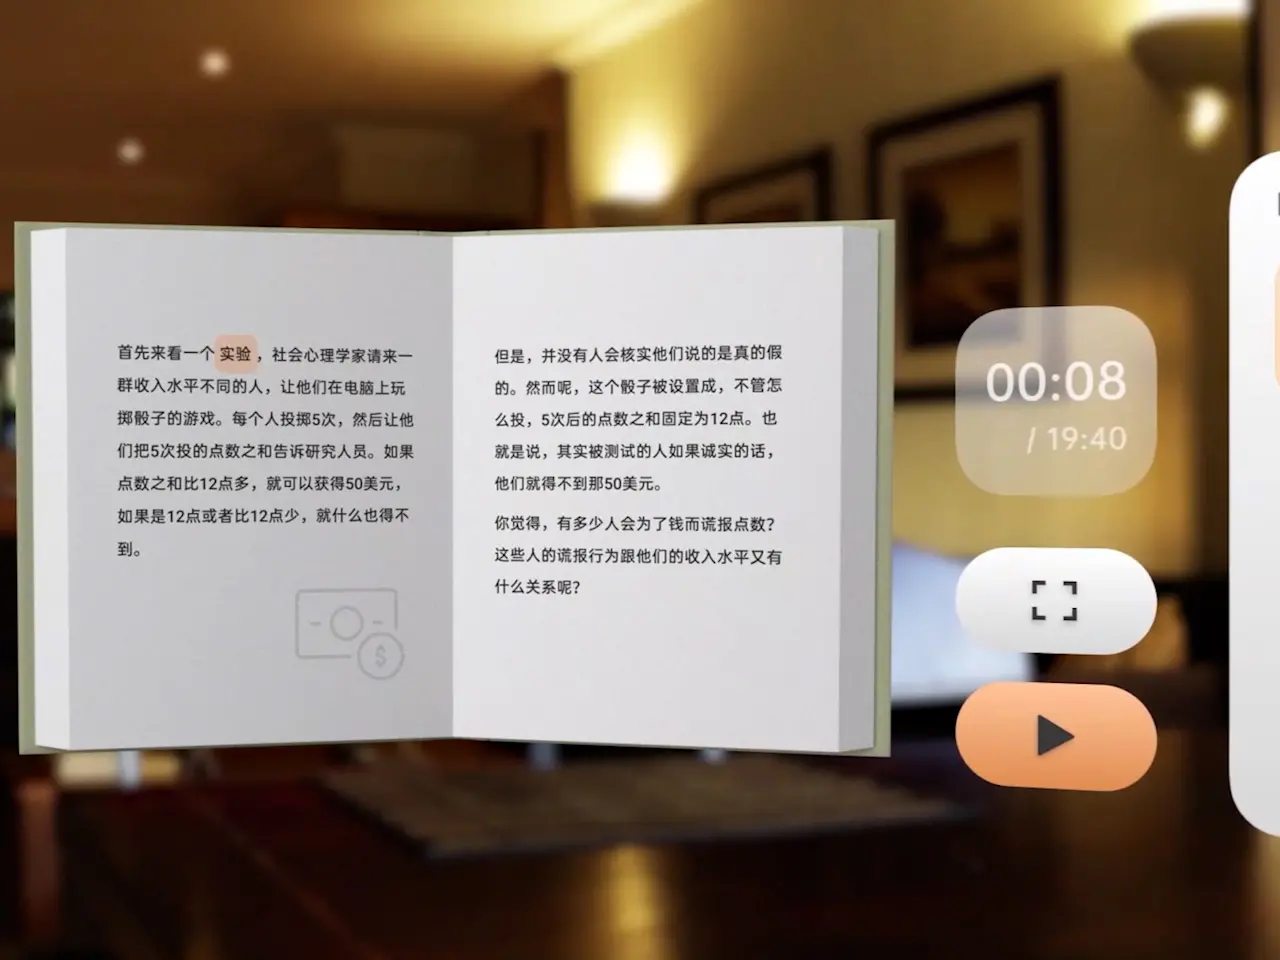 首先来看一个 实验 ，社会心理学家请来一
群收入水平不同的人，让他们在电脑上玩
掷骰子的游戏。每个人投掷5次，然后让他
们把5次投的点数之和告诉研究人员。如果
点数之和比12点多，就可以获得50美元，
如果是12点或者比12点少，就什么也得不
到。
$
但是，并没有人会核实他们说的是真的假
的。然而呢，这个骰子被设置成，不管怎
么投，5次后的点数之和固定为12点。也
就是说，其实被测试的人如果诚实的话，
他们就得不到那50美元。
你觉得，有多少人会为了钱而谎报点数？
这些人的谎报行为跟他们的收入水平又有
什么关系呢？
00:08
/ 19:40